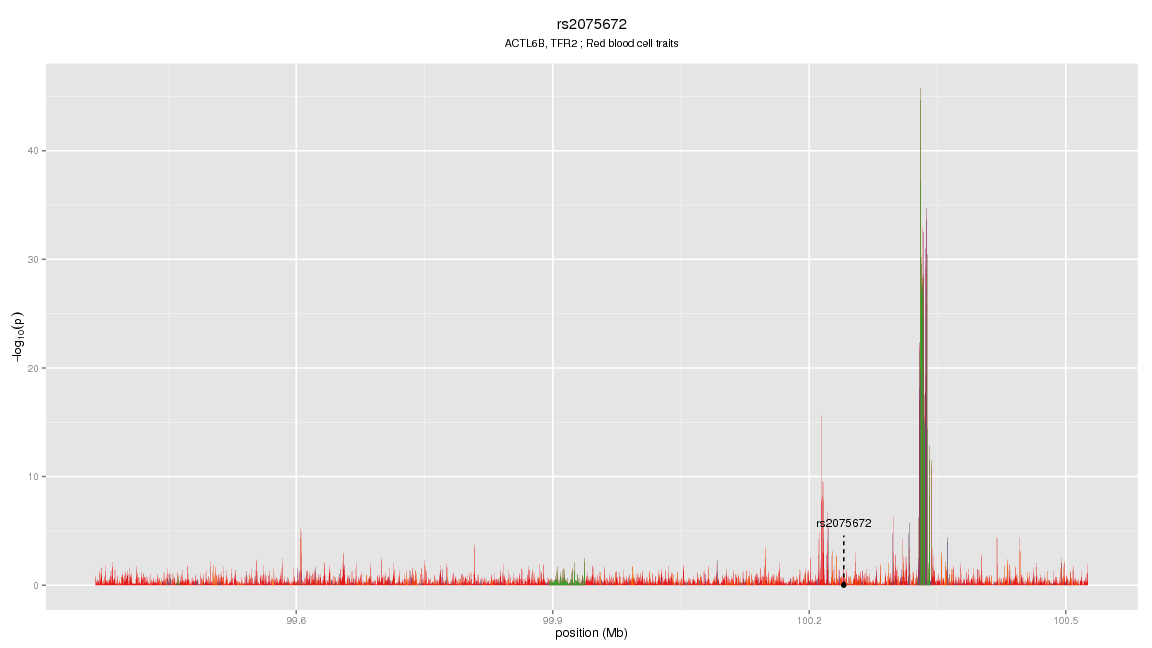 rs2075672
ACTL6B, TFR2 ; Red blood cell traits
−log10(p)
40
30
20
10
0
rs2075672
99.6
99.9
100.2
100.5
position (Mb)